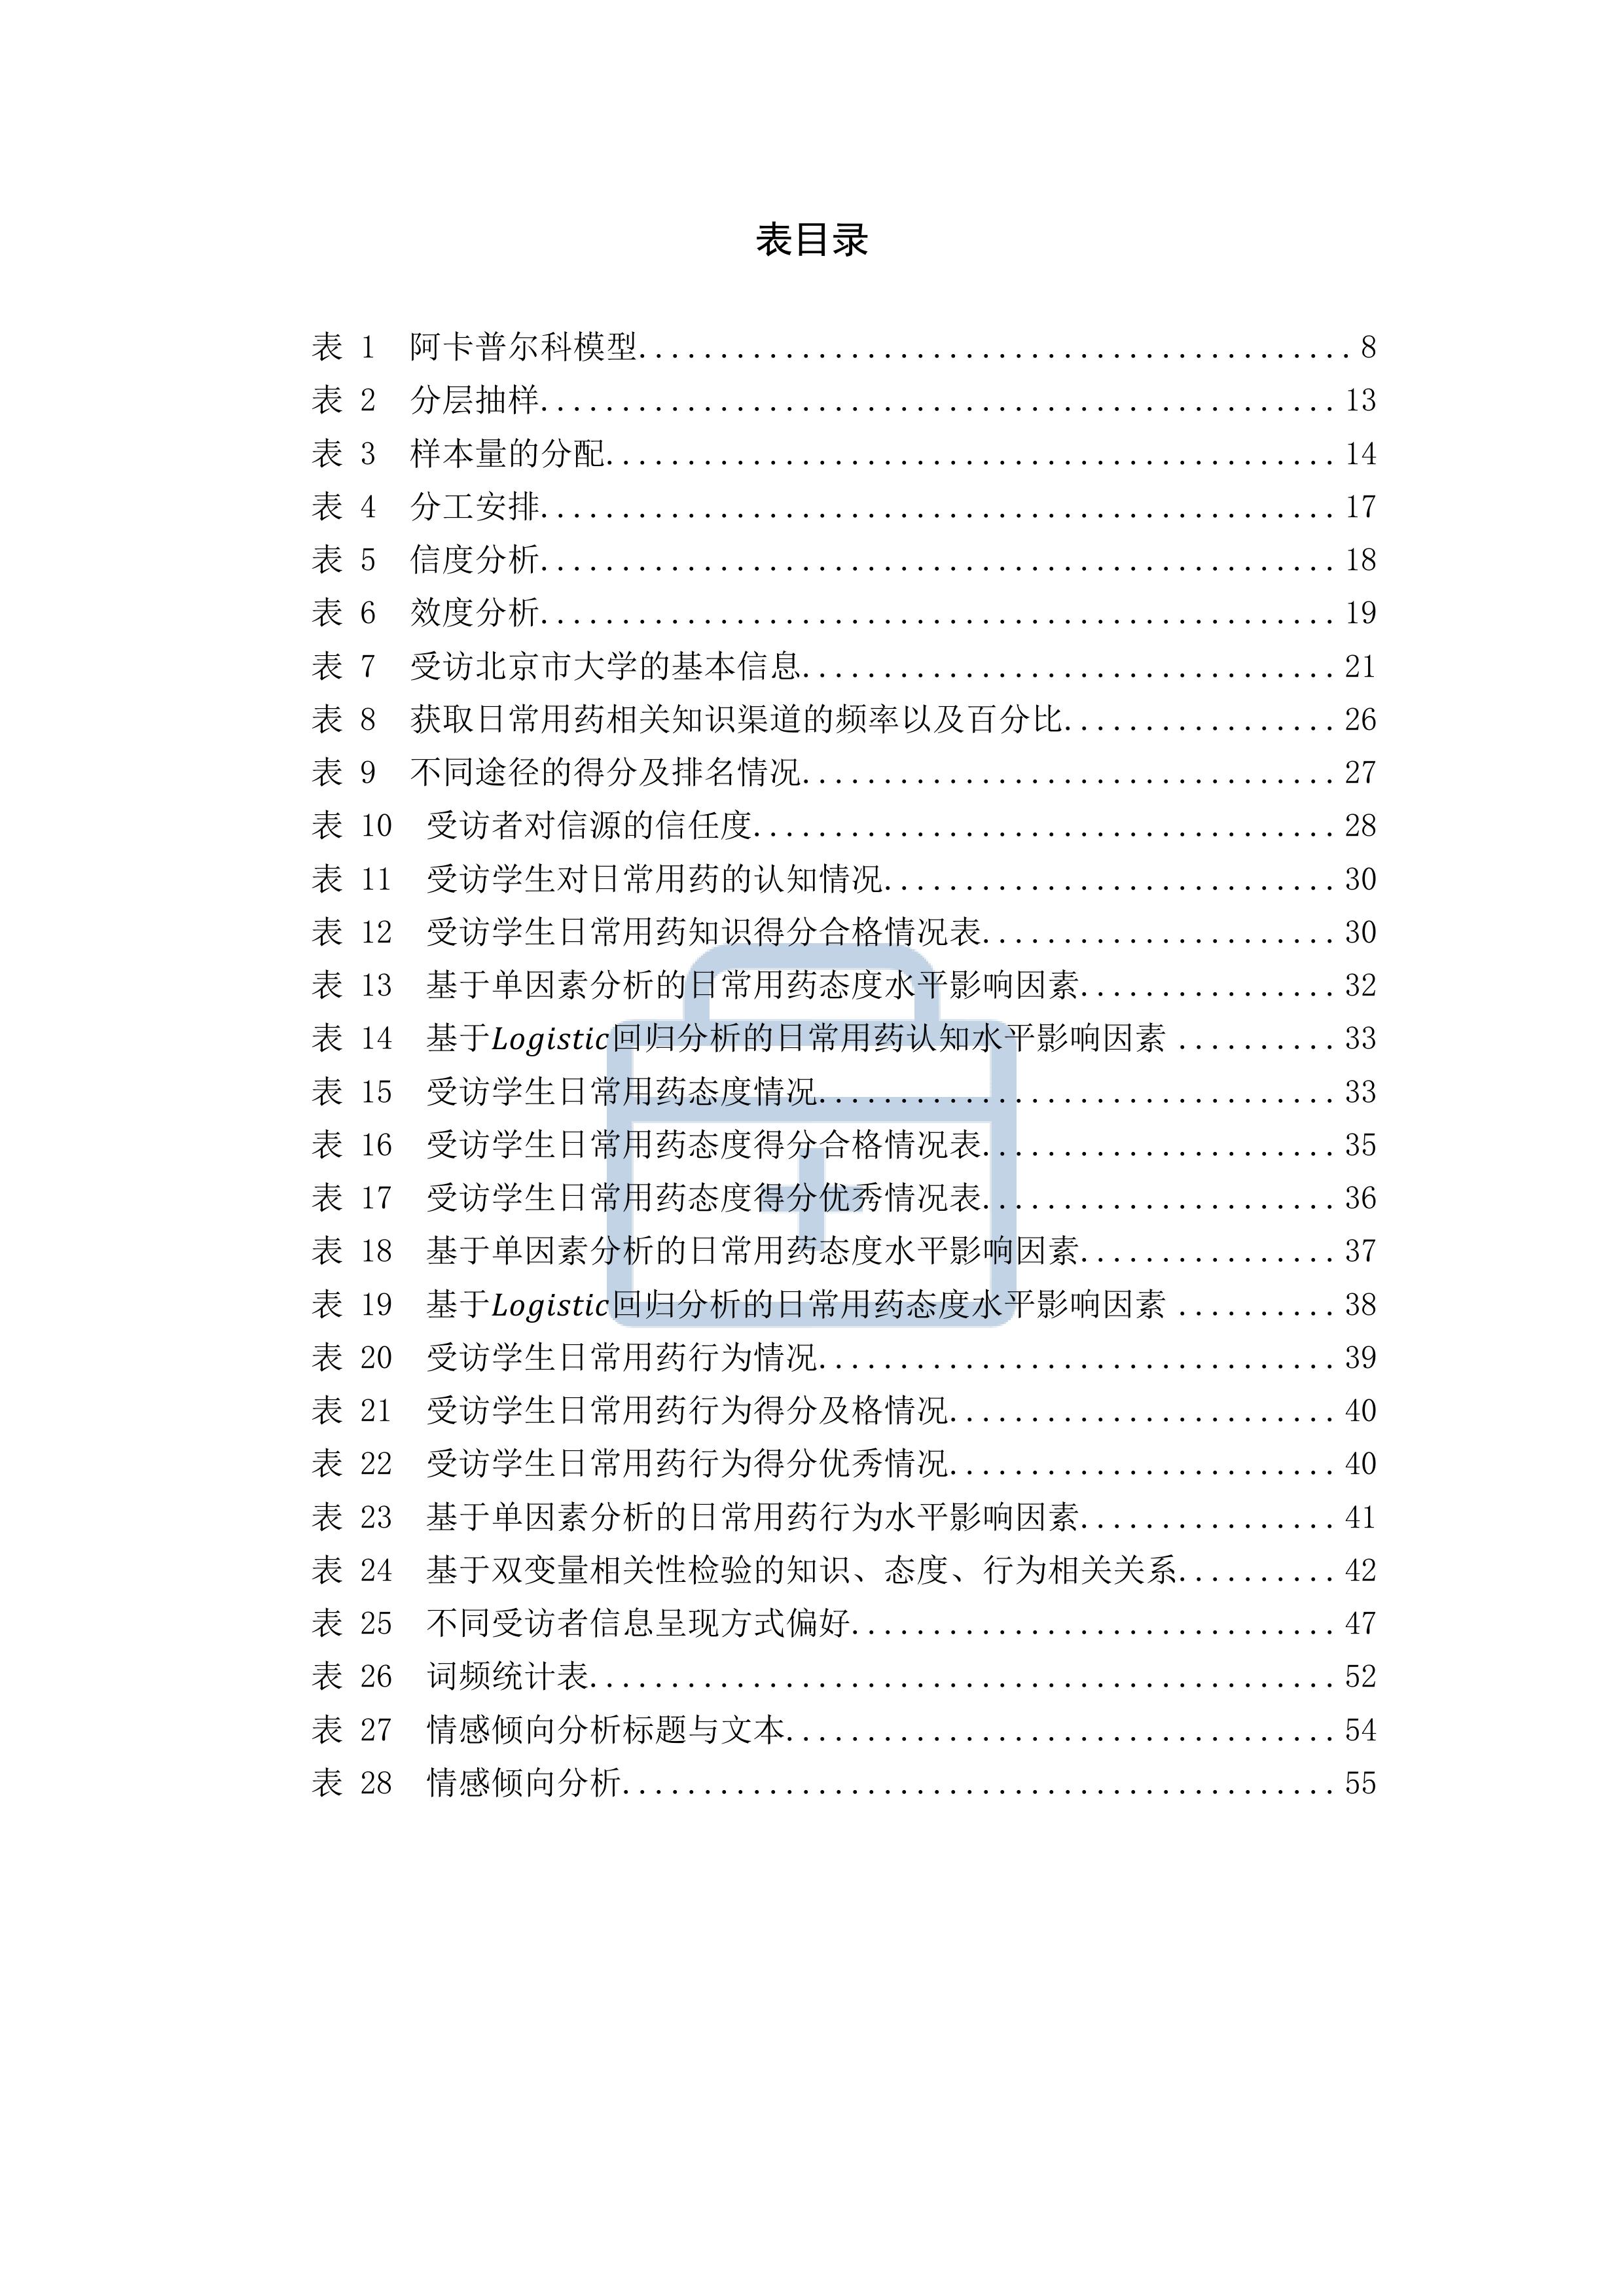 表目录
表 1 阿卡普尔科模型............................................8
表 2 分层抽样.................................................13
表 3 样本量的分配.............................................14
表 4 分工安排.................................................17
表 5 信度分析.................................................18
表 6 效度分析.................................................19
表 7 受访北京市大学的基本信息.................................21
表 8 获取日常用药相关知识渠道的频率以及百分比.................26
表 9 不同途径的得分及排名情况.................................27
表 10 受访者对信源的信任度....................................28
表 11 受访学生对日常用药的认知情况............................30
表 12 受访学生日常用药知识得分合格情况表......................30
表 13 基于单因素分析的日常用药态度水平影响因素................32
表 14 基于Logistic回归分析的日常用药认知水平影响因素 ..........33
表 15 受访学生日常用药态度情况................................33
表 16 受访学生日常用药态度得分合格情况表......................35
表 17 受访学生日常用药态度得分优秀情况表......................36
表 18 基于单因素分析的日常用药态度水平影响因素................37
表 19 基于Logistic回归分析的日常用药态度水平影响因素 ..........38
表 20 受访学生日常用药行为情况................................39
表 21 受访学生日常用药行为得分及格情况........................40
表 22 受访学生日常用药行为得分优秀情况........................40
表 23 基于单因素分析的日常用药行为水平影响因素................41
表 24 基于双变量相关性检验的知识、态度、行为相关关系..........42
表 25 不同受访者信息呈现方式偏好..............................47
表 26 词频统计表..............................................52
表 27 情感倾向分析标题与文本..................................54
表 28 情感倾向分析............................................55